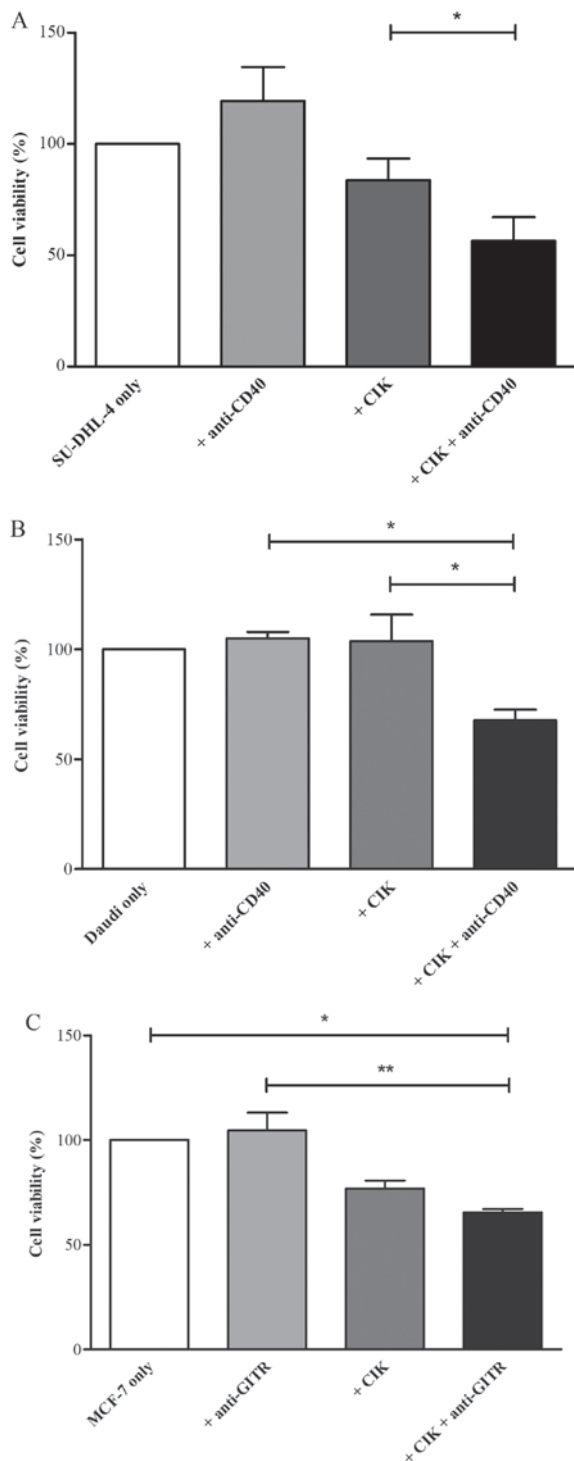 A
*
150
100
50
0
Cell viability (%)
SU-DHL-4 only
+ anti-CD40
+ CIK
+ CIK + anti-CD40
B
*
*
150
100
50
0
Cell viability (%)
Daudi only
+ anti-CD40
+ CIK
+ CIK + anti-CD40
C
*
**
150
100
50
0
Cell viability (%)
MCF-7 only
+ anti-GITR
+ CIK
+ CIK + anti-GITR